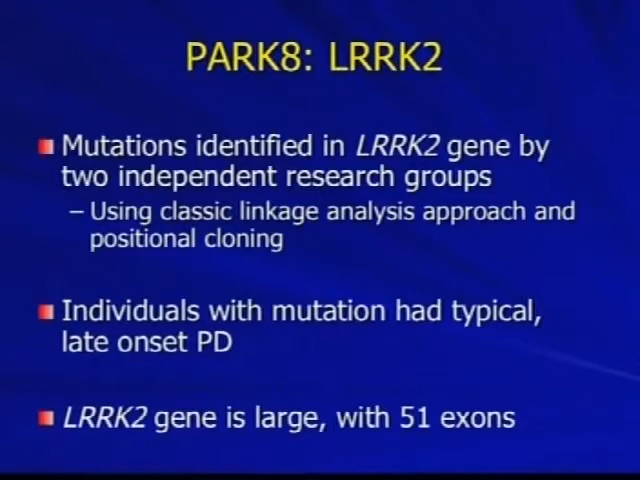 PARK8: LRRK2
Mutations identified in LRRK2 gene by
two independent research groups
– Using classic linkage analysis approach and
positional cloning
Individuals with mutation had typical,
late onset PD
LRRK2 gene is large, with 51 exons